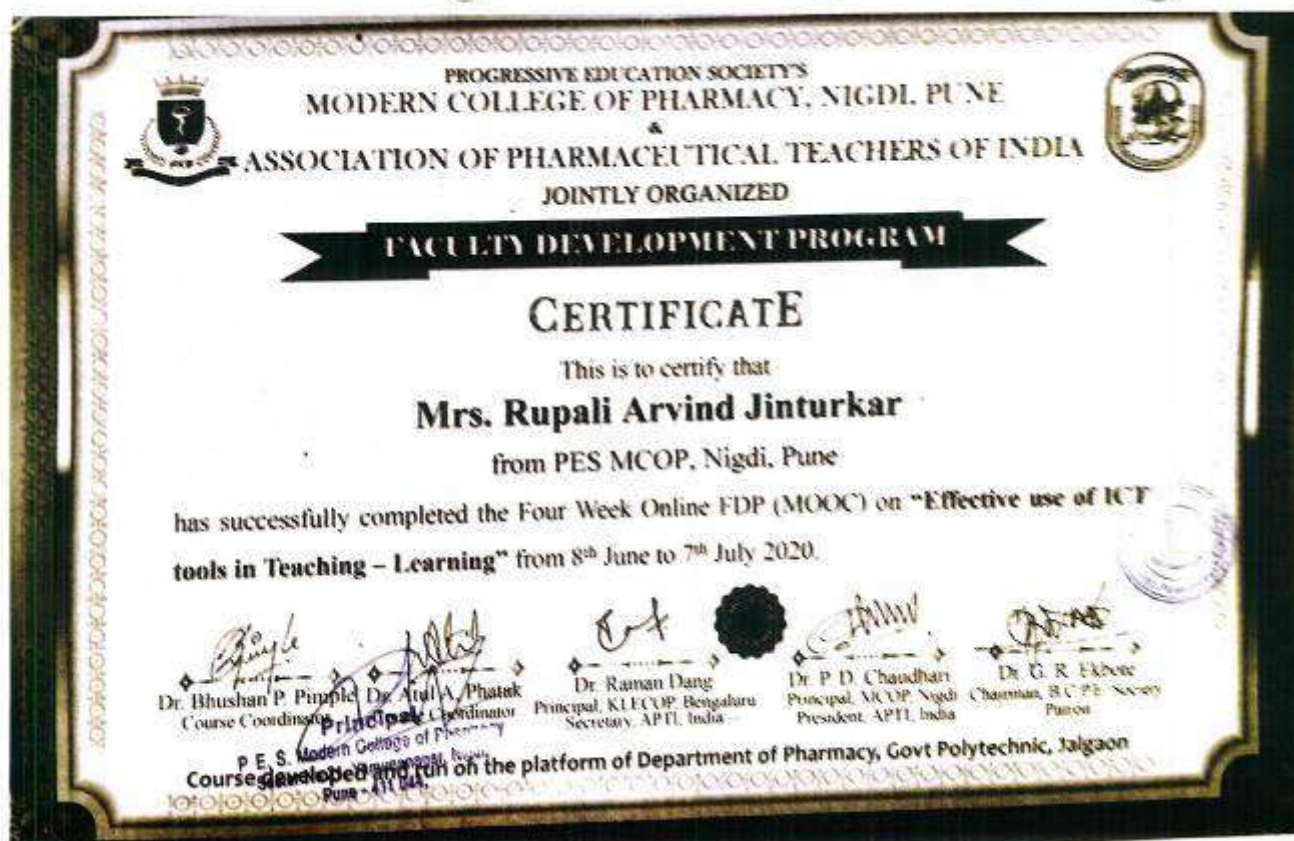 PROGRESSIVE EDUCATION SOCIETY'S
MODERN COLLEGE OF PHARMACY, NIGDI, PUNE
&
ASSOCIATION OF PHARMACEUTICAL TEACHERS OF INDIA
JOINTLY ORGANIZED
FACULTY DEVELOPMENT PROGRAM
CERTIFICATE
This is to certify that
Mrs. Rupali Arvind Jinturkar
from PES MCOP, Nigdi, Pune
has successfully completed the Four Week Online FDP (MOOC) on "Effective use of ICT
tools in Teaching – Learning" from 8th June to 7th July 2020.
Dr. Bhushan P. Pimple
Course Coordinator
Dr. Atul A. Phatak
Coordinator
Dr. Raman Dang
Principal, KLECOP, Bengaluru
Secretary, APTI, India
Dr. P. D. Chaudhari
Principal, MCOP, Nigdi
President, APTI, India
Dr. G. R. Ekbote
Chairman, Society
Patron
Principal
P. E. S. Modern College of Pharmacy
Pune - 411 044.
Course developed and run on the platform of Department of Pharmacy, Govt Polytechnic, Jalgaon